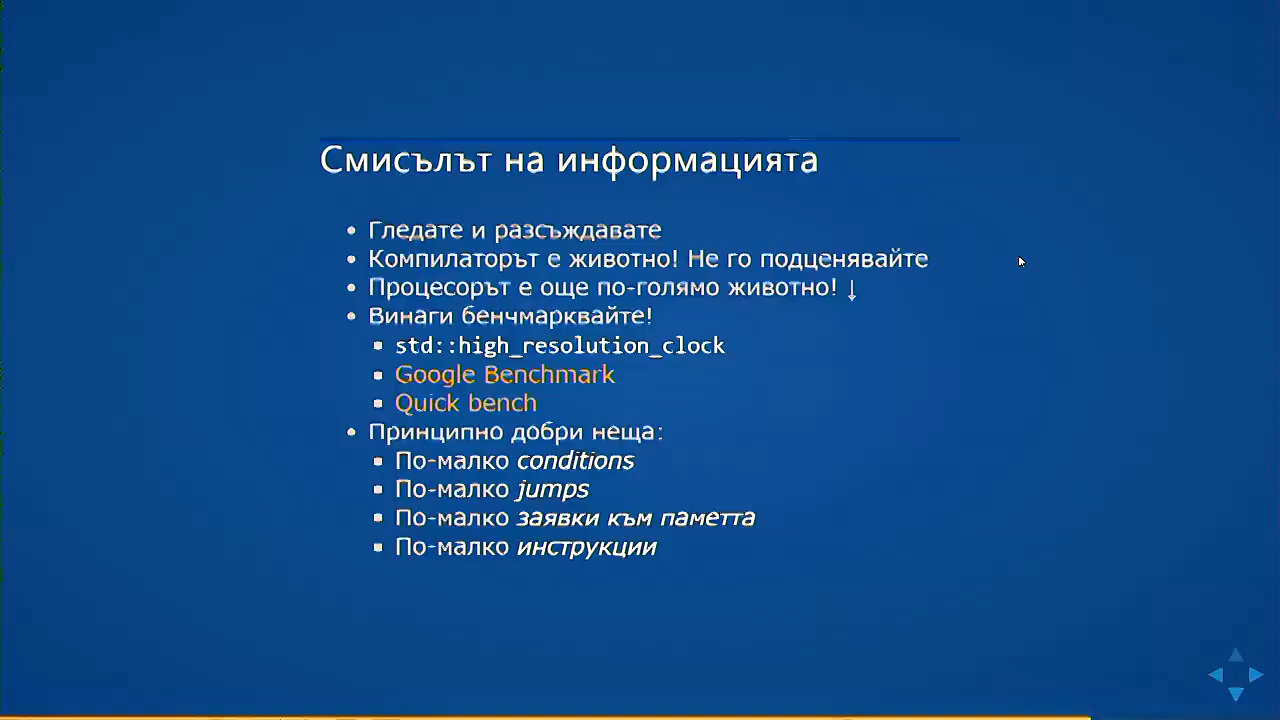 Смисълът на информацията
• Гледате и разсъждавате
• Компилаторът е животно! Не го подценявайте
• Процесорът е още по-голямо животно! ↓
• Винаги бенчмарквайте!
▪ std::high_resolution_clock
▪ Google Benchmark
▪ Quick bench
• Принципно добри неща:
▪ По-малко conditions
▪ По-малко jumps
▪ По-малко заявки към паметта
▪ По-малко инструкции